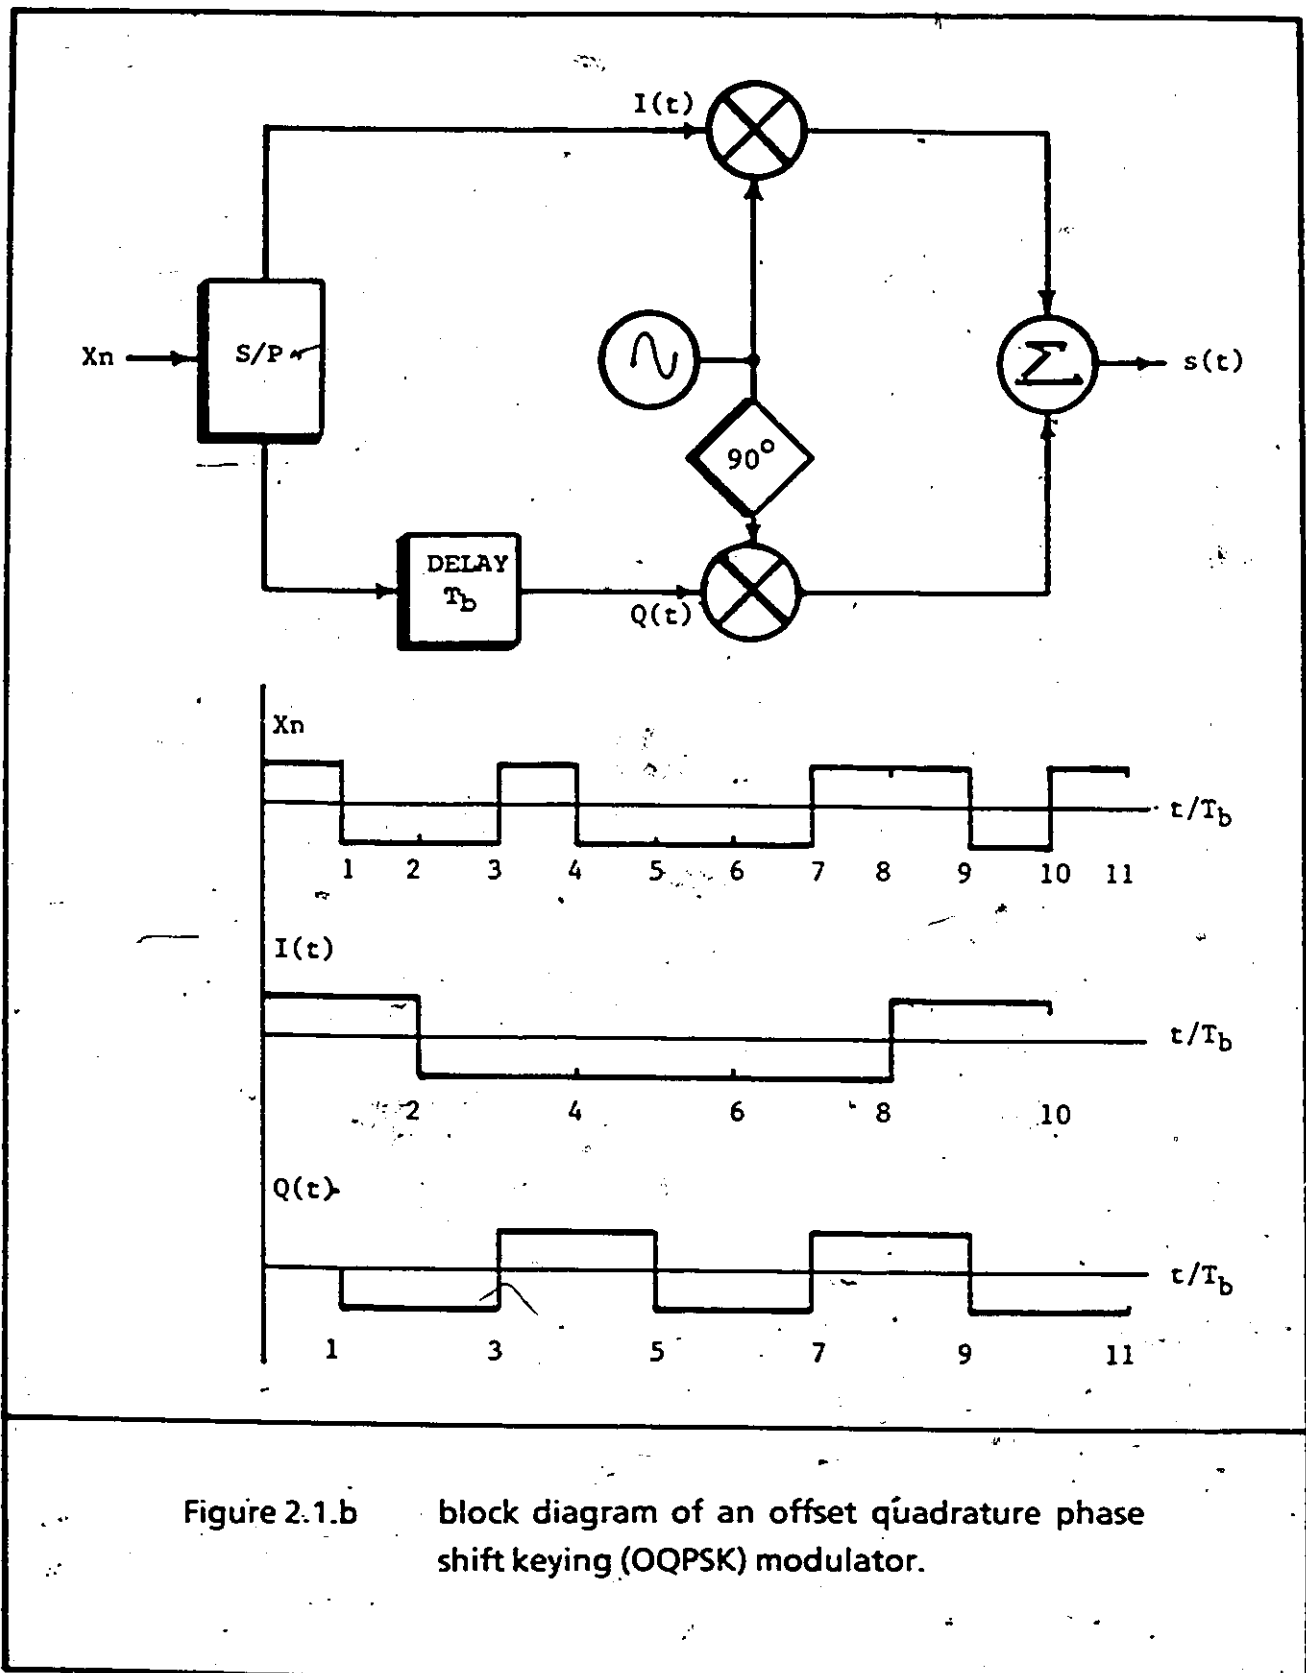 I(t)
Xn
S/P
s(t)
90°
DELAY
Tb
Q(t)
Xn
t/Tb
1 2 3 4 5 6 7 8 9 10 11
I(t)
t/Tb
2 4 6 8 10
Q(t)
t/Tb
1 3 5 7 9 11
Figure 2.1.b block diagram of an offset quadrature phase
shift keying (OQPSK) modulator.